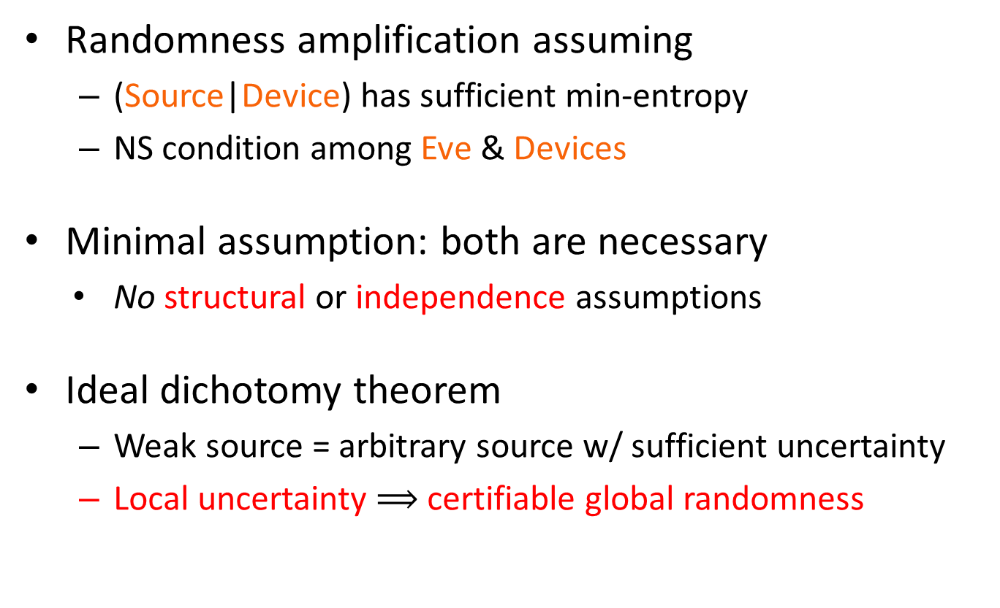 • Randomness amplification assuming
– (Source|Device) has sufficient min-entropy
– NS condition among Eve & Devices
• Minimal assumption: both are necessary
• No structural or independence assumptions
• Ideal dichotomy theorem
– Weak source = arbitrary source w/ sufficient uncertainty
– Local uncertainty ⟹ certifiable global randomness